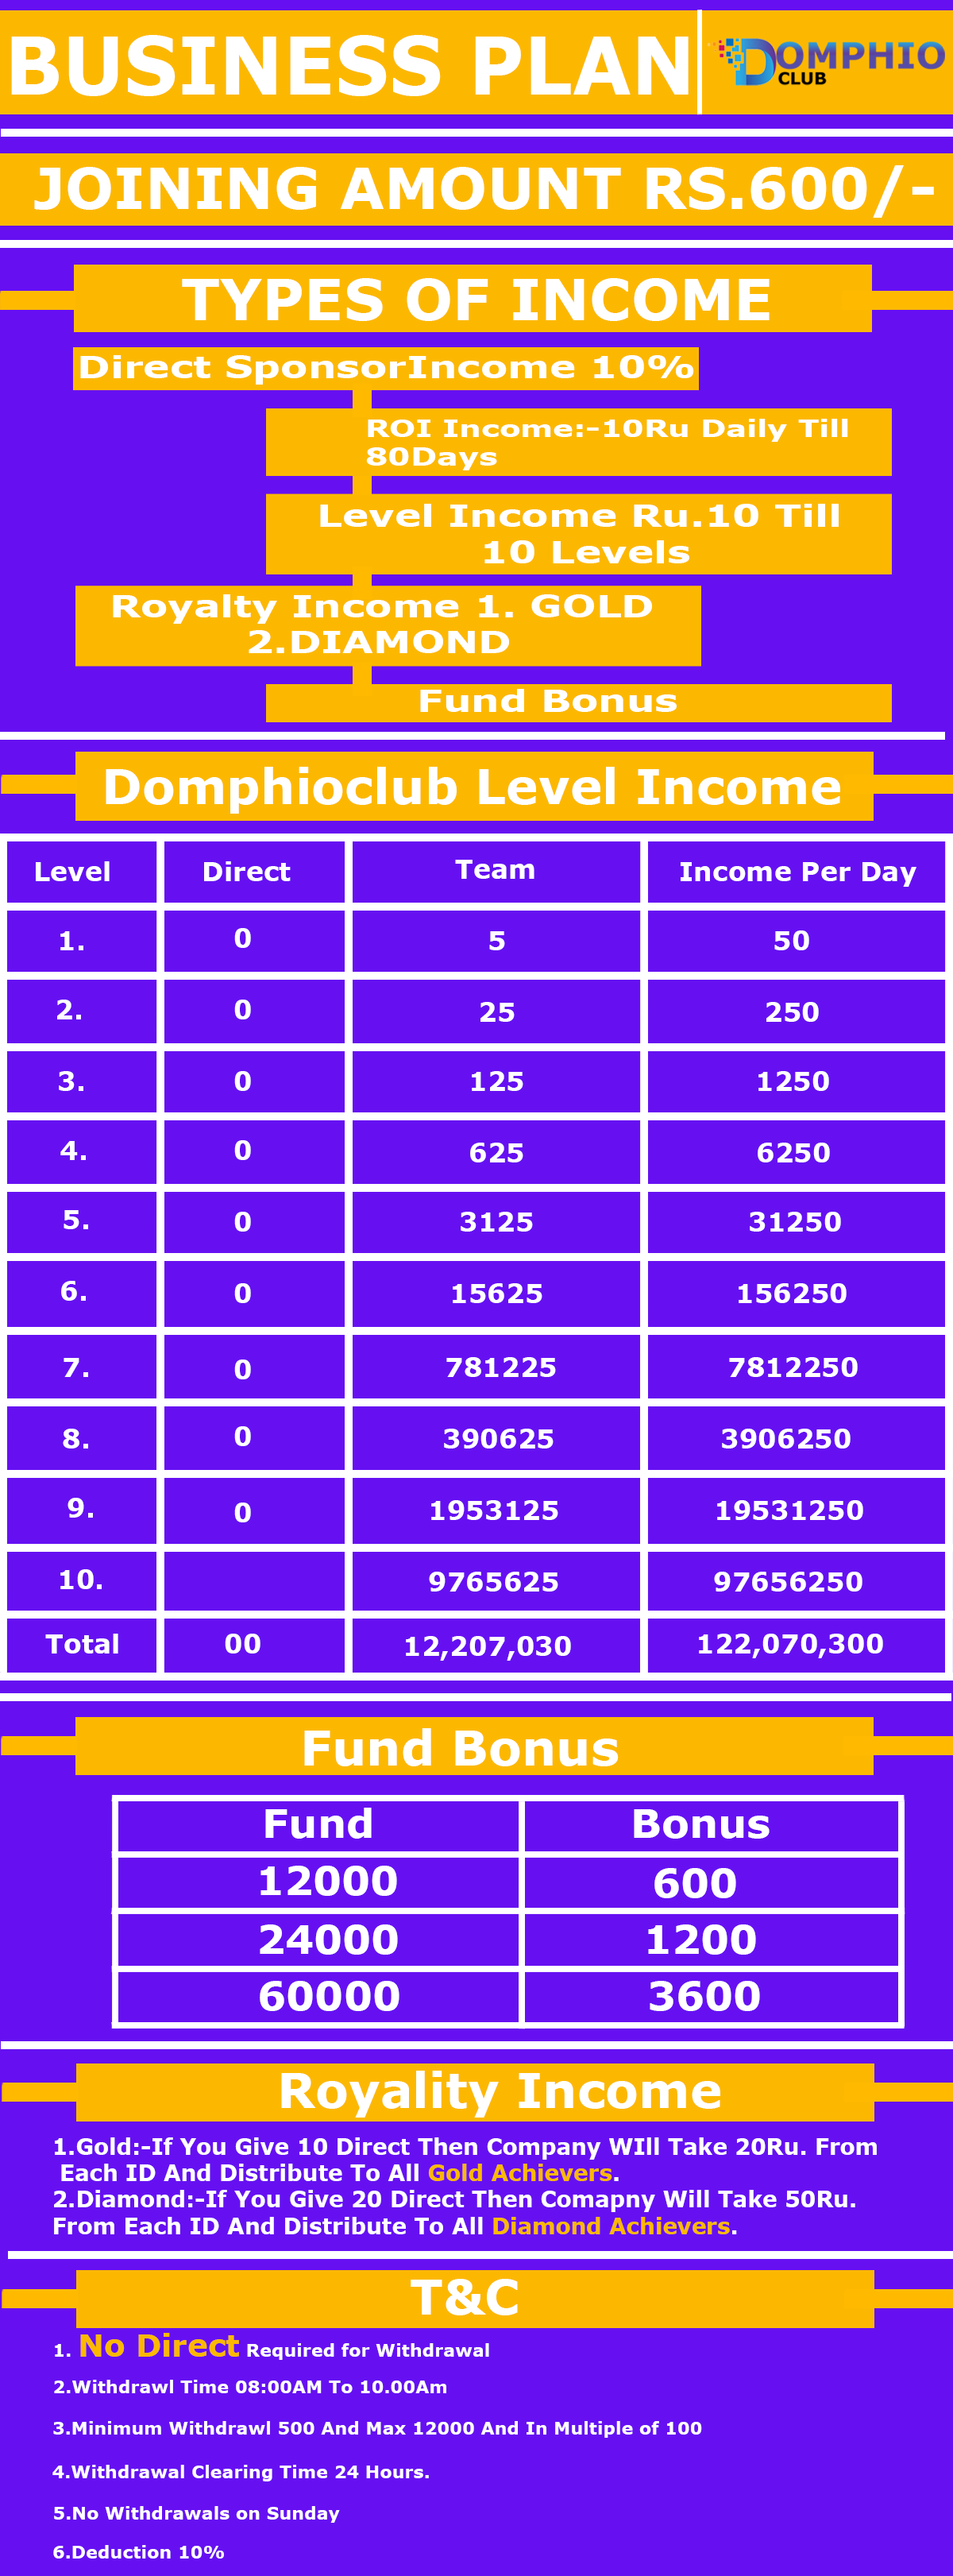 BUSINESS PLAN
DOMPHIO
CLUB
JOINING AMOUNT RS.600/-
TYPES OF INCOME
Direct SponsorIncome 10%
ROI Income:-10Ru Daily Till
80Days
Level Income Ru.10 Till
10 Levels
Royalty Income 1. GOLD
2.DIAMOND
Fund Bonus
Domphioclub Level Income
Level Direct Team Income Per Day
1. 0 5 50
2. 0 25 250
3. 0 125 1250
4. 0 625 6250
5. 0 3125 31250
6. 0 15625 156250
7. 0 781225 7812250
8. 0 390625 3906250
9. 0 1953125 19531250
10. 9765625 97656250
Total 00 12,207,030 122,070,300
Fund Bonus
Fund Bonus
12000 600
24000 1200
60000 3600
Royality Income
1.Gold:-If You Give 10 Direct Then Company WIll Take 20Ru. From
Each ID And Distribute To All Gold Achievers.
2.Diamond:-If You Give 20 Direct Then Comapny Will Take 50Ru.
From Each ID And Distribute To All Diamond Achievers.
T&C
1. No Direct Required for Withdrawal
2.Withdrawl Time 08:00AM To 10.00Am
3.Minimum Withdrawl 500 And Max 12000 And In Multiple of 100
4.Withdrawal Clearing Time 24 Hours.
5.No Withdrawals on Sunday
6.Deduction 10%